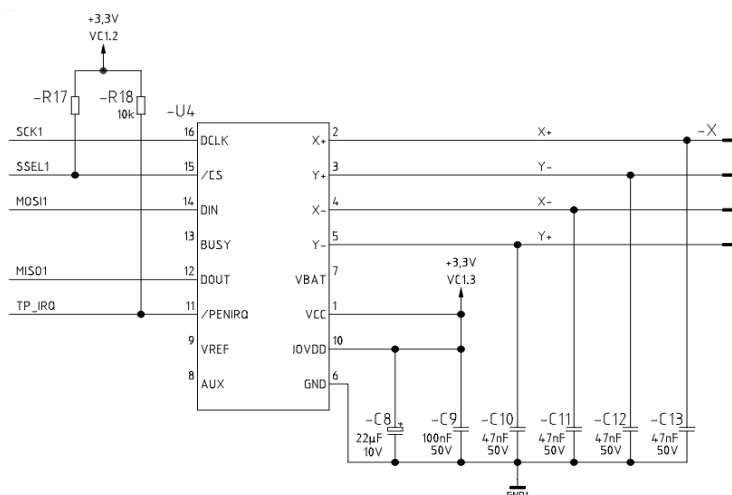 +3,3V
VC1.2
-R17
-R18
10k
-U4
SCK1
16
DCLK
X+
2
X+
-X
SSEL1
15
/CS
Y+
3
Y-
MOSI1
14
DIN
X-
4
X-
13
BUSY
Y-
5
Y+
+3,3V
VC1.3
MISO1
12
DOUT
VBAT
7
TP_IRQ
11
/PENIRQ
VCC
1
9
VREF
IOVDD
10
8
AUX
GND
6
-C8
22µF
10V
+
-C9
100nF
50V
-C10
47nF
50V
-C11
47nF
50V
-C12
47nF
50V
-C13
47nF
50V
GND1